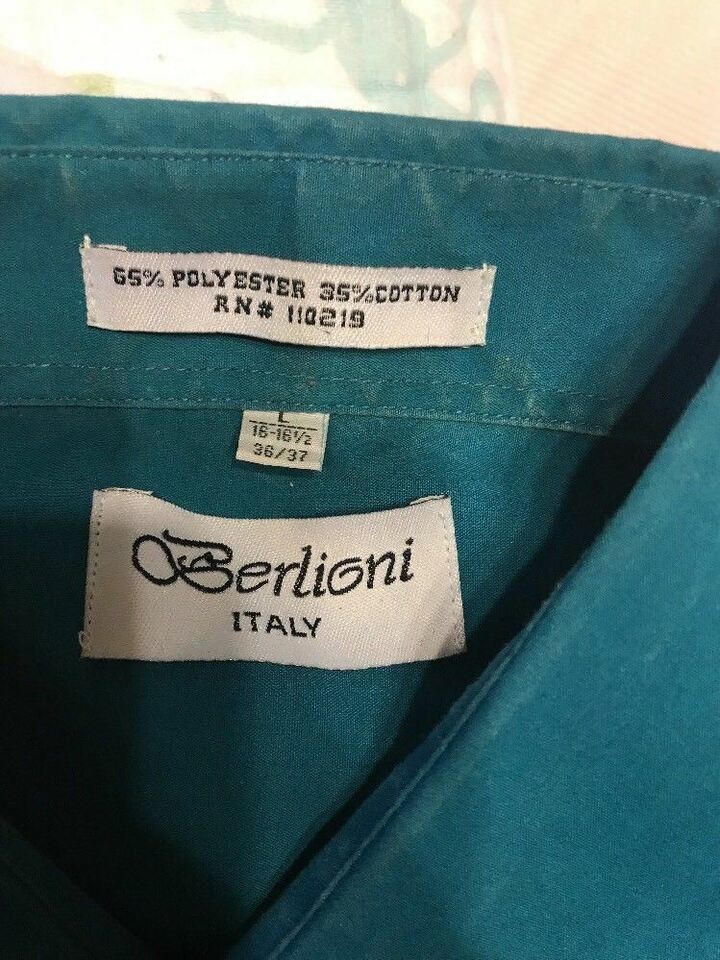 65% POLYESTER 35% COTTON
RN# 110219
L
16-16½
36/37
Berlioni
ITALY